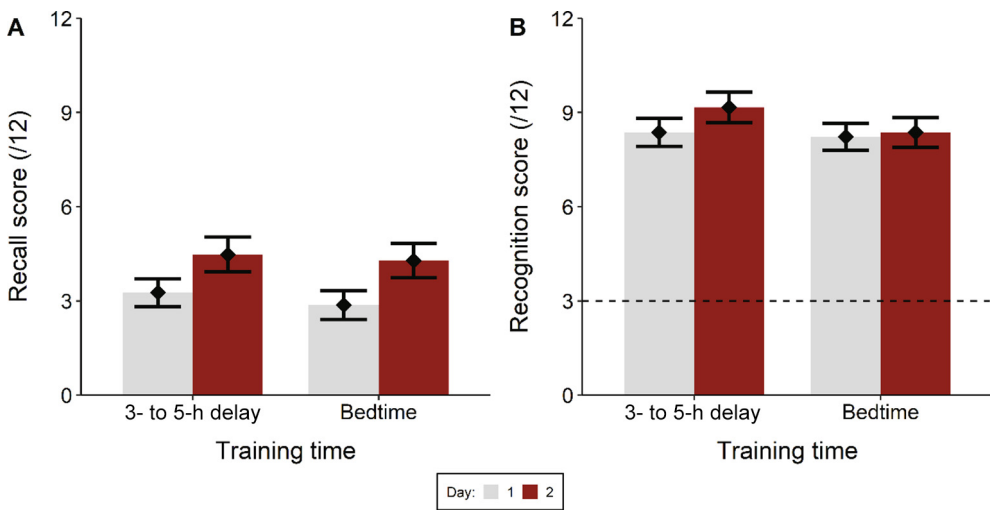 A
Recall score (/12)
12
9
6
3
0
3- to 5-h delay
Bedtime
Training time
B
Recognition score (/12)
12
9
6
3
0
3- to 5-h delay
Bedtime
Training time
Day: 1 2